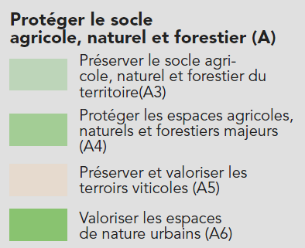 Protéger le socle
agricole, naturel et forestier (A)
Préserver le socle agri-
cole, naturel et forestier du
territoire(A3)
Protéger les espaces agricoles,
naturels et forestiers majeurs
(A4)
Préserver et valoriser les
terroirs viticoles (A5)
Valoriser les espaces
de nature urbains (A6)